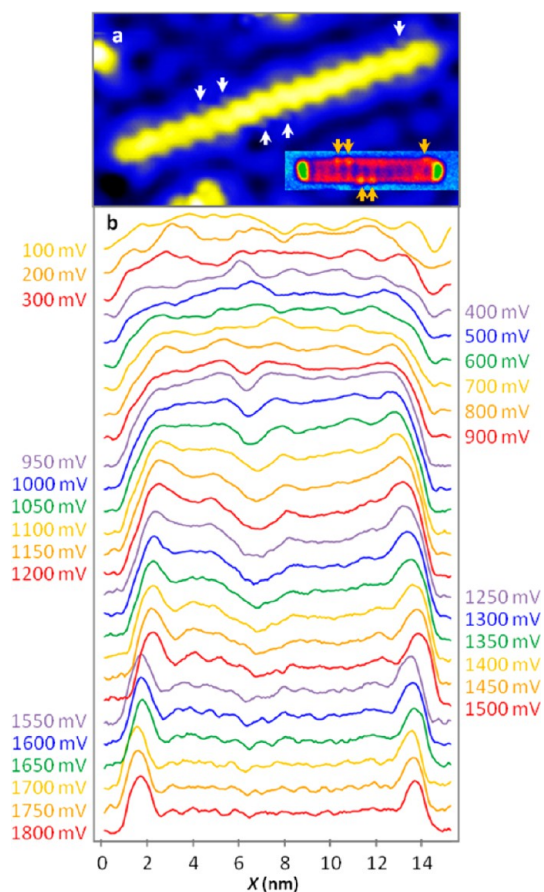 a
b
100 mV
200 mV
300 mV
400 mV
500 mV
600 mV
700 mV
800 mV
900 mV
950 mV
1000 mV
1050 mV
1100 mV
1150 mV
1200 mV
1250 mV
1300 mV
1350 mV
1400 mV
1450 mV
1500 mV
1550 mV
1600 mV
1650 mV
1700 mV
1750 mV
1800 mV
0 2 4 6 8 10 12 14
X (nm)